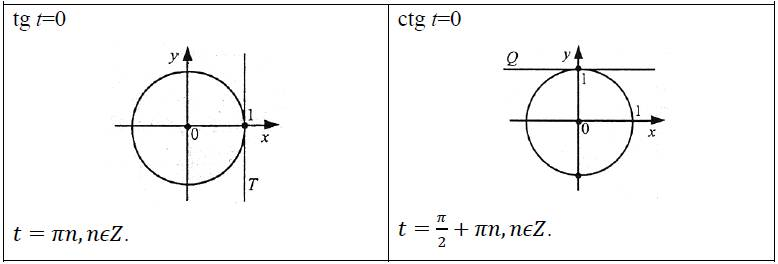 tg t=0
y
1
0
x
T
t = πn, nϵZ.
ctg t=0
Q
y
1
1
0
x
t = π/2 + πn, nϵZ.